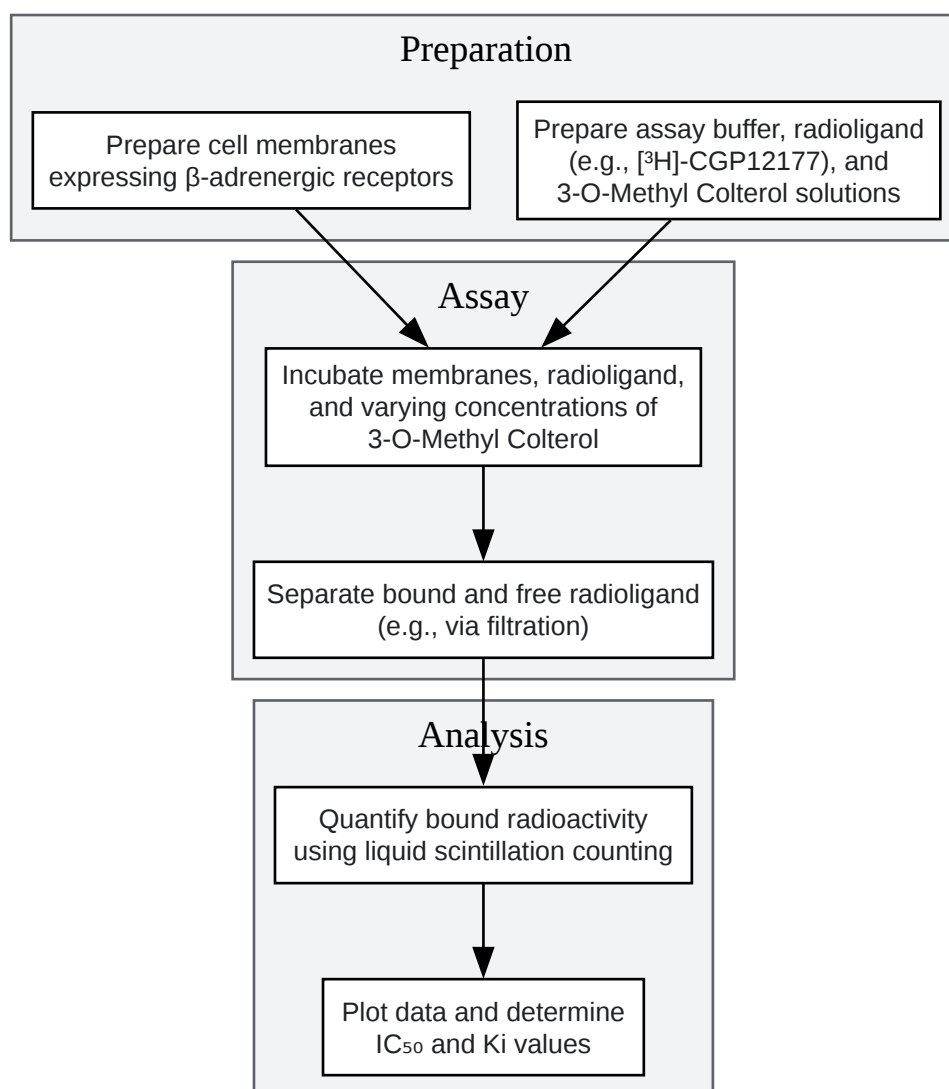 Preparation
Prepare cell membranes
expressing β-adrenergic receptors
Prepare assay buffer, radioligand
(e.g., [³H]-CGP12177), and
3-O-Methyl Colterol solutions
Assay
Incubate membranes, radioligand,
and varying concentrations of
3-O-Methyl Colterol
Separate bound and free radioligand
(e.g., via filtration)
Analysis
Quantify bound radioactivity
using liquid scintillation counting
Plot data and determine
IC₅₀ and Ki values